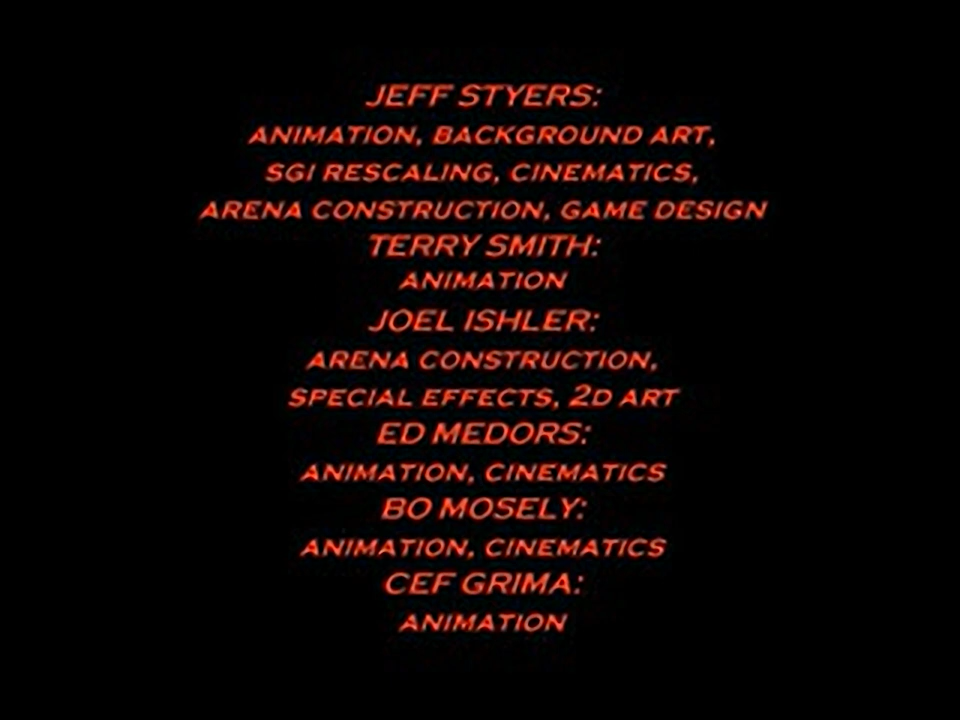 JEFF STYERS:
ANIMATION, BACKGROUND ART,
SGI RESCALING, CINEMATICS,
ARENA CONSTRUCTION, GAME DESIGN
TERRY SMITH:
ANIMATION
JOEL ISHLER:
ARENA CONSTRUCTION,
SPECIAL EFFECTS, 2D ART
ED MEDORS:
ANIMATION, CINEMATICS
BO MOSELY:
ANIMATION, CINEMATICS
CEF GRIMA:
ANIMATION